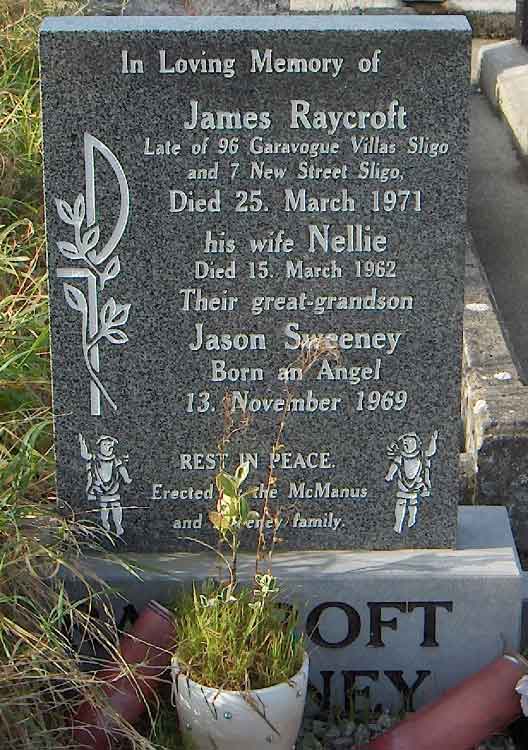 In Loving Memory of
James Raycroft
Late of 96 Garavogue Villas Sligo
and 7 New Street Sligo,
Died 25. March 1971
his wife Nellie
Died 15. March 1962
Their great-grandson
Jason Sweeney
Born an Angel
13. November 1969
REST IN PEACE.
Erected the McManus
and family.